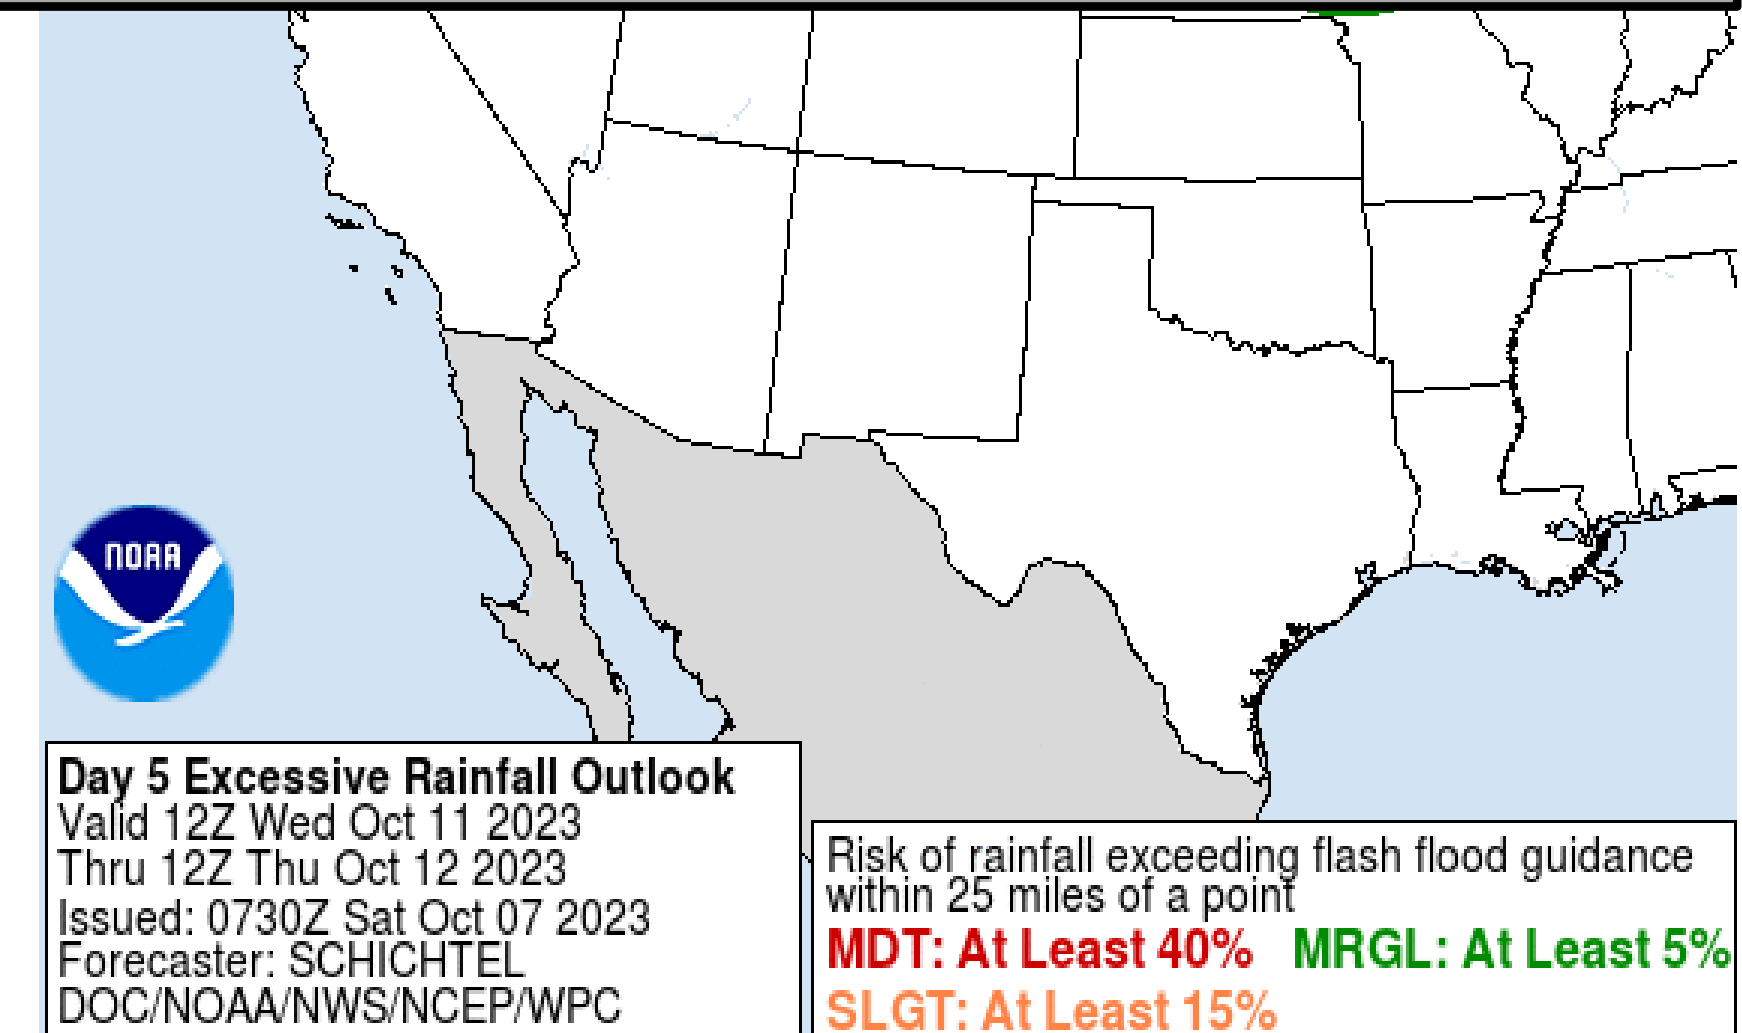 NOAA
Day 5 Excessive Rainfall Outlook
Valid 12Z Wed Oct 11 2023
Thru 12Z Thu Oct 12 2023
Issued: 0730Z Sat Oct 07 2023
Forecaster: SCHICHTEL
DOC/NOAA/NWS/NCEP/WPC
Risk of rainfall exceeding flash flood guidance
within 25 miles of a point
MDT: At Least 40% MRGL: At Least 5%
SLGT: At Least 15%